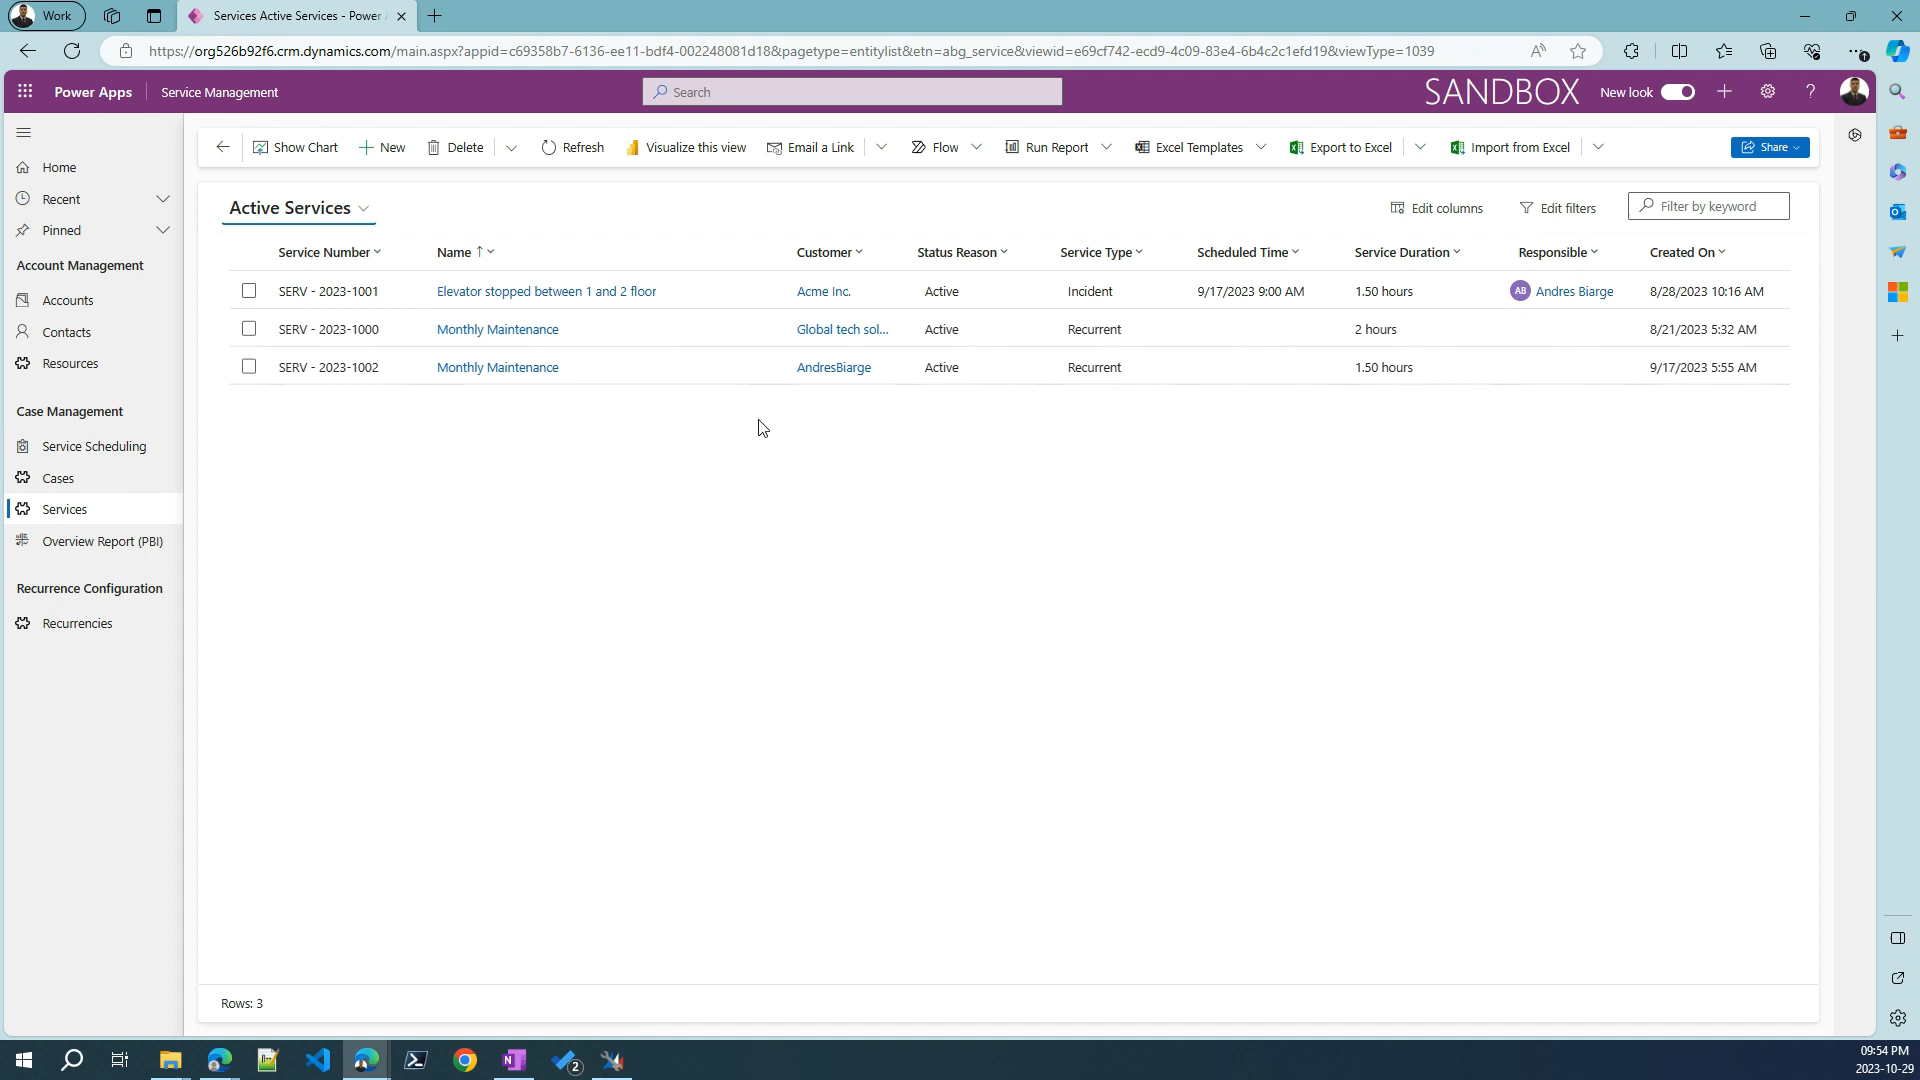 Work
Services Active Services - Power A
https://org526b92f6.crm.dynamics.com/main.aspx?appid=c69358b7-6136-ee11-bdf4-002248081d18&pagetype=entitylist&etn=abg_service&viewid=e69cf742-ecd9-4c09-83e4-6b4c2c1efd19&viewType=1039
Power Apps Service Management Search SANDBOX New look
Show Chart New Delete Refresh Visualize this view Email a Link Flow Run Report Excel Templates Export to Excel Import from Excel Share
Home
Recent
Pinned
Account Management
Accounts
Contacts
Resources
Case Management
Service Scheduling
Cases
Services
Overview Report (PBI)
Recurrence Configuration
Recurrencies
Active Services Edit columns Edit filters Filter by keyword
Service Number Name ↑ Customer Status Reason Service Type Scheduled Time Service Duration Responsible Created On
SERV - 2023-1001 Elevator stopped between 1 and 2 floor Acme Inc. Active Incident 9/17/2023 9:00 AM 1.50 hours AB Andres Biarge 8/28/2023 10:16 AM
SERV - 2023-1000 Monthly Maintenance Global tech sol... Active Recurrent 2 hours 8/21/2023 5:32 AM
SERV - 2023-1002 Monthly Maintenance AndresBiarge Active Recurrent 1.50 hours 9/17/2023 5:55 AM
Rows: 3
2
09:54 PM
2023-10-29